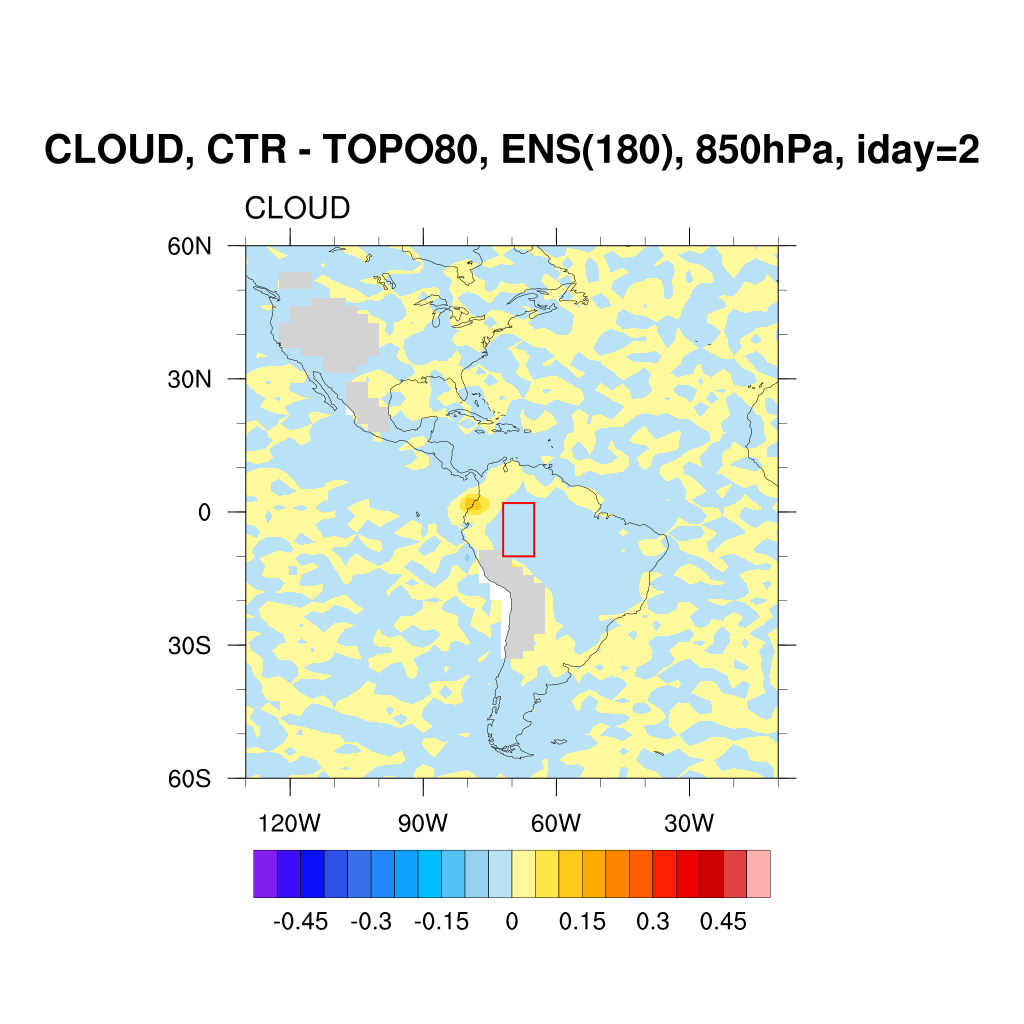 CLOUD, CTR - TOPO80, ENS(180), 850hPa, iday=2
CLOUD
60N
30N
0
30S
60S
120W 90W 60W 30W
-0.45 -0.3 -0.15 0 0.15 0.3 0.45